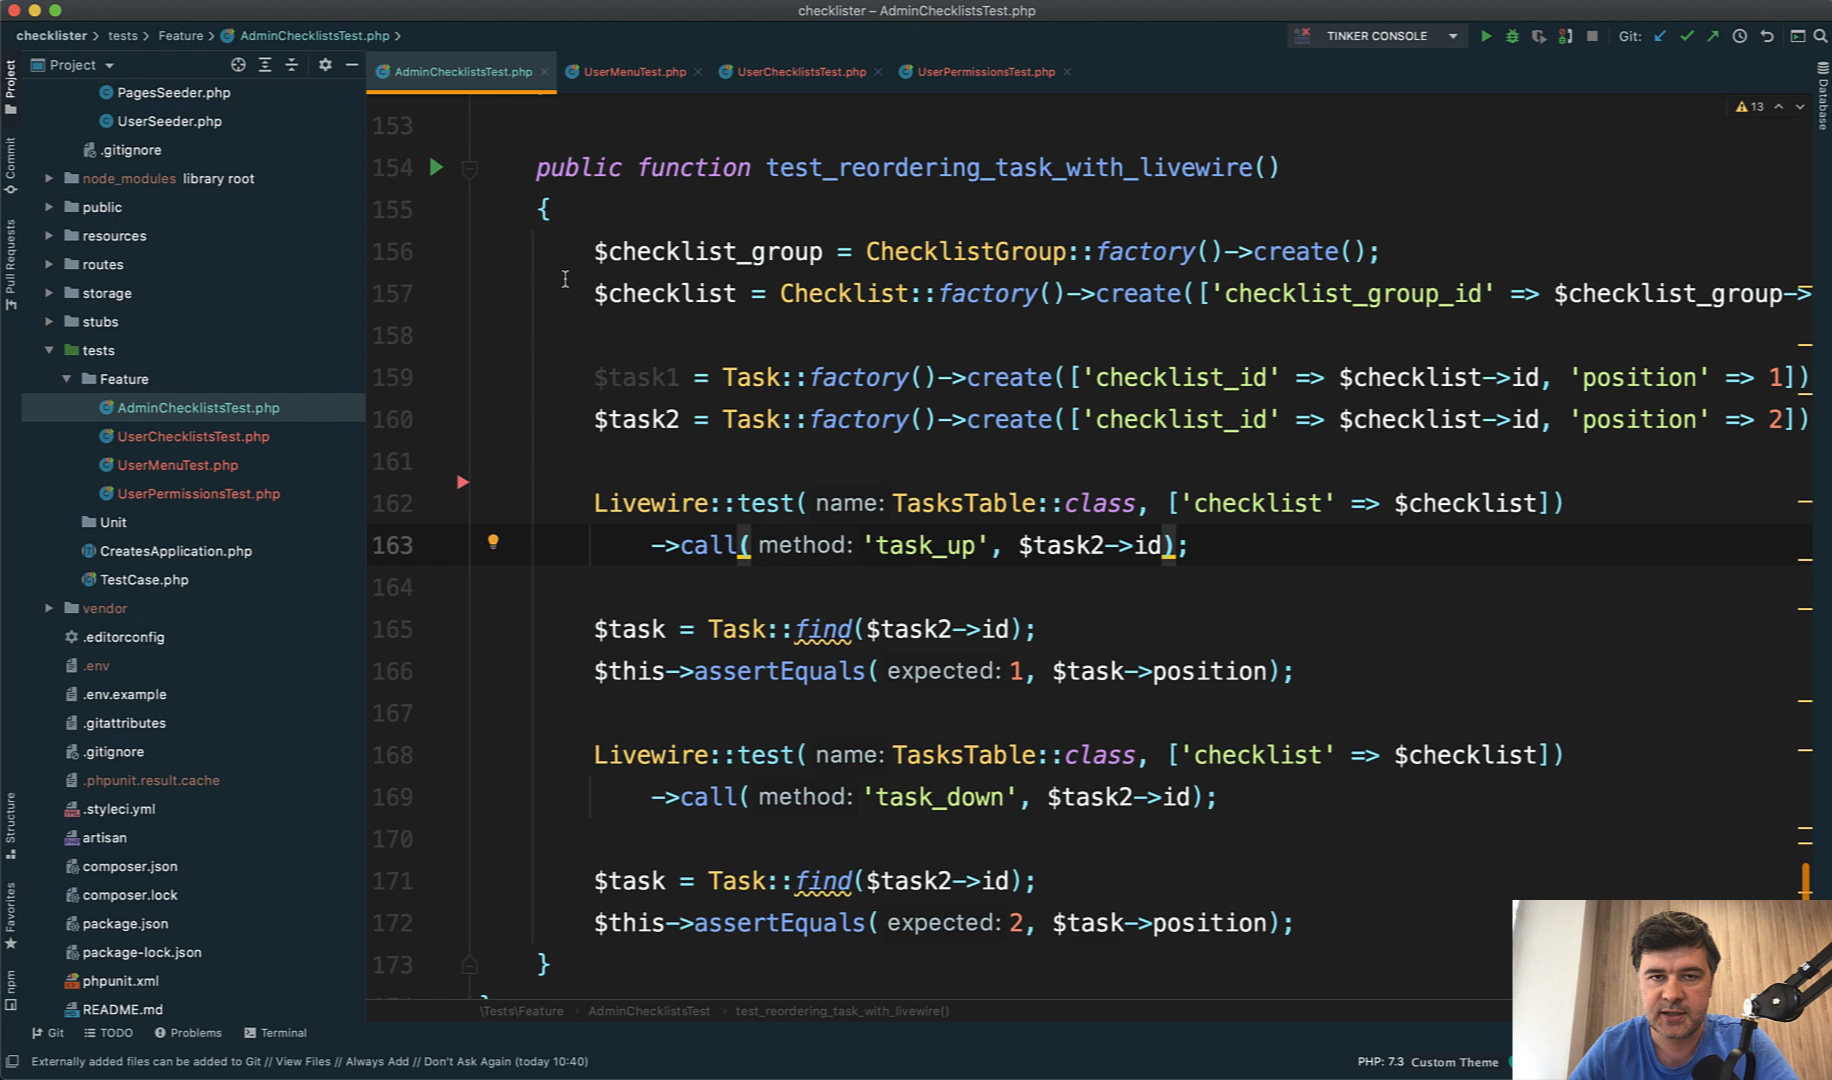 checklister – AdminChecklistsTest.php
checklister > tests > Feature > AdminChecklistsTest.php >
TINKER CONSOLE
Git:
Project
AdminChecklistsTest.php
UserMenuTest.php
UserChecklistsTest.php
UserPermissionsTest.php
Project
Commit
Pull Requests
Structure
Favorites
npm
Database
PagesSeeder.php
UserSeeder.php
.gitignore
node_modules library root
public
resources
routes
storage
stubs
tests
Feature
AdminChecklistsTest.php
UserChecklistsTest.php
UserMenuTest.php
UserPermissionsTest.php
Unit
CreatesApplication.php
TestCase.php
vendor
.editorconfig
.env
.env.example
.gitattributes
.gitignore
.phpunit.result.cache
.styleci.yml
artisan
composer.json
composer.lock
package.json
package-lock.json
phpunit.xml
README.md
13
153
154 public function test_reordering_task_with_livewire()
155 {
156 $checklist_group = ChecklistGroup::factory()->create();
157 $checklist = Checklist::factory()->create(['checklist_group_id' => $checklist_group->
158
159 $task1 = Task::factory()->create(['checklist_id' => $checklist->id, 'position' => 1])
160 $task2 = Task::factory()->create(['checklist_id' => $checklist->id, 'position' => 2])
161
162 Livewire::test( name: TasksTable::class, ['checklist' => $checklist])
163 ->call( method: 'task_up', $task2->id);
164
165 $task = Task::find($task2->id);
166 $this->assertEquals( expected: 1, $task->position);
167
168 Livewire::test( name: TasksTable::class, ['checklist' => $checklist])
169 ->call( method: 'task_down', $task2->id);
170
171 $task = Task::find($task2->id);
172 $this->assertEquals( expected: 2, $task->position);
173 }
\Tests\Feature > AdminChecklistsTest > test_reordering_task_with_livewire()
Git TODO Problems Terminal
Externally added files can be added to Git // View Files // Always Add // Don't Ask Again (today 10:40)
PHP: 7.3 Custom Theme